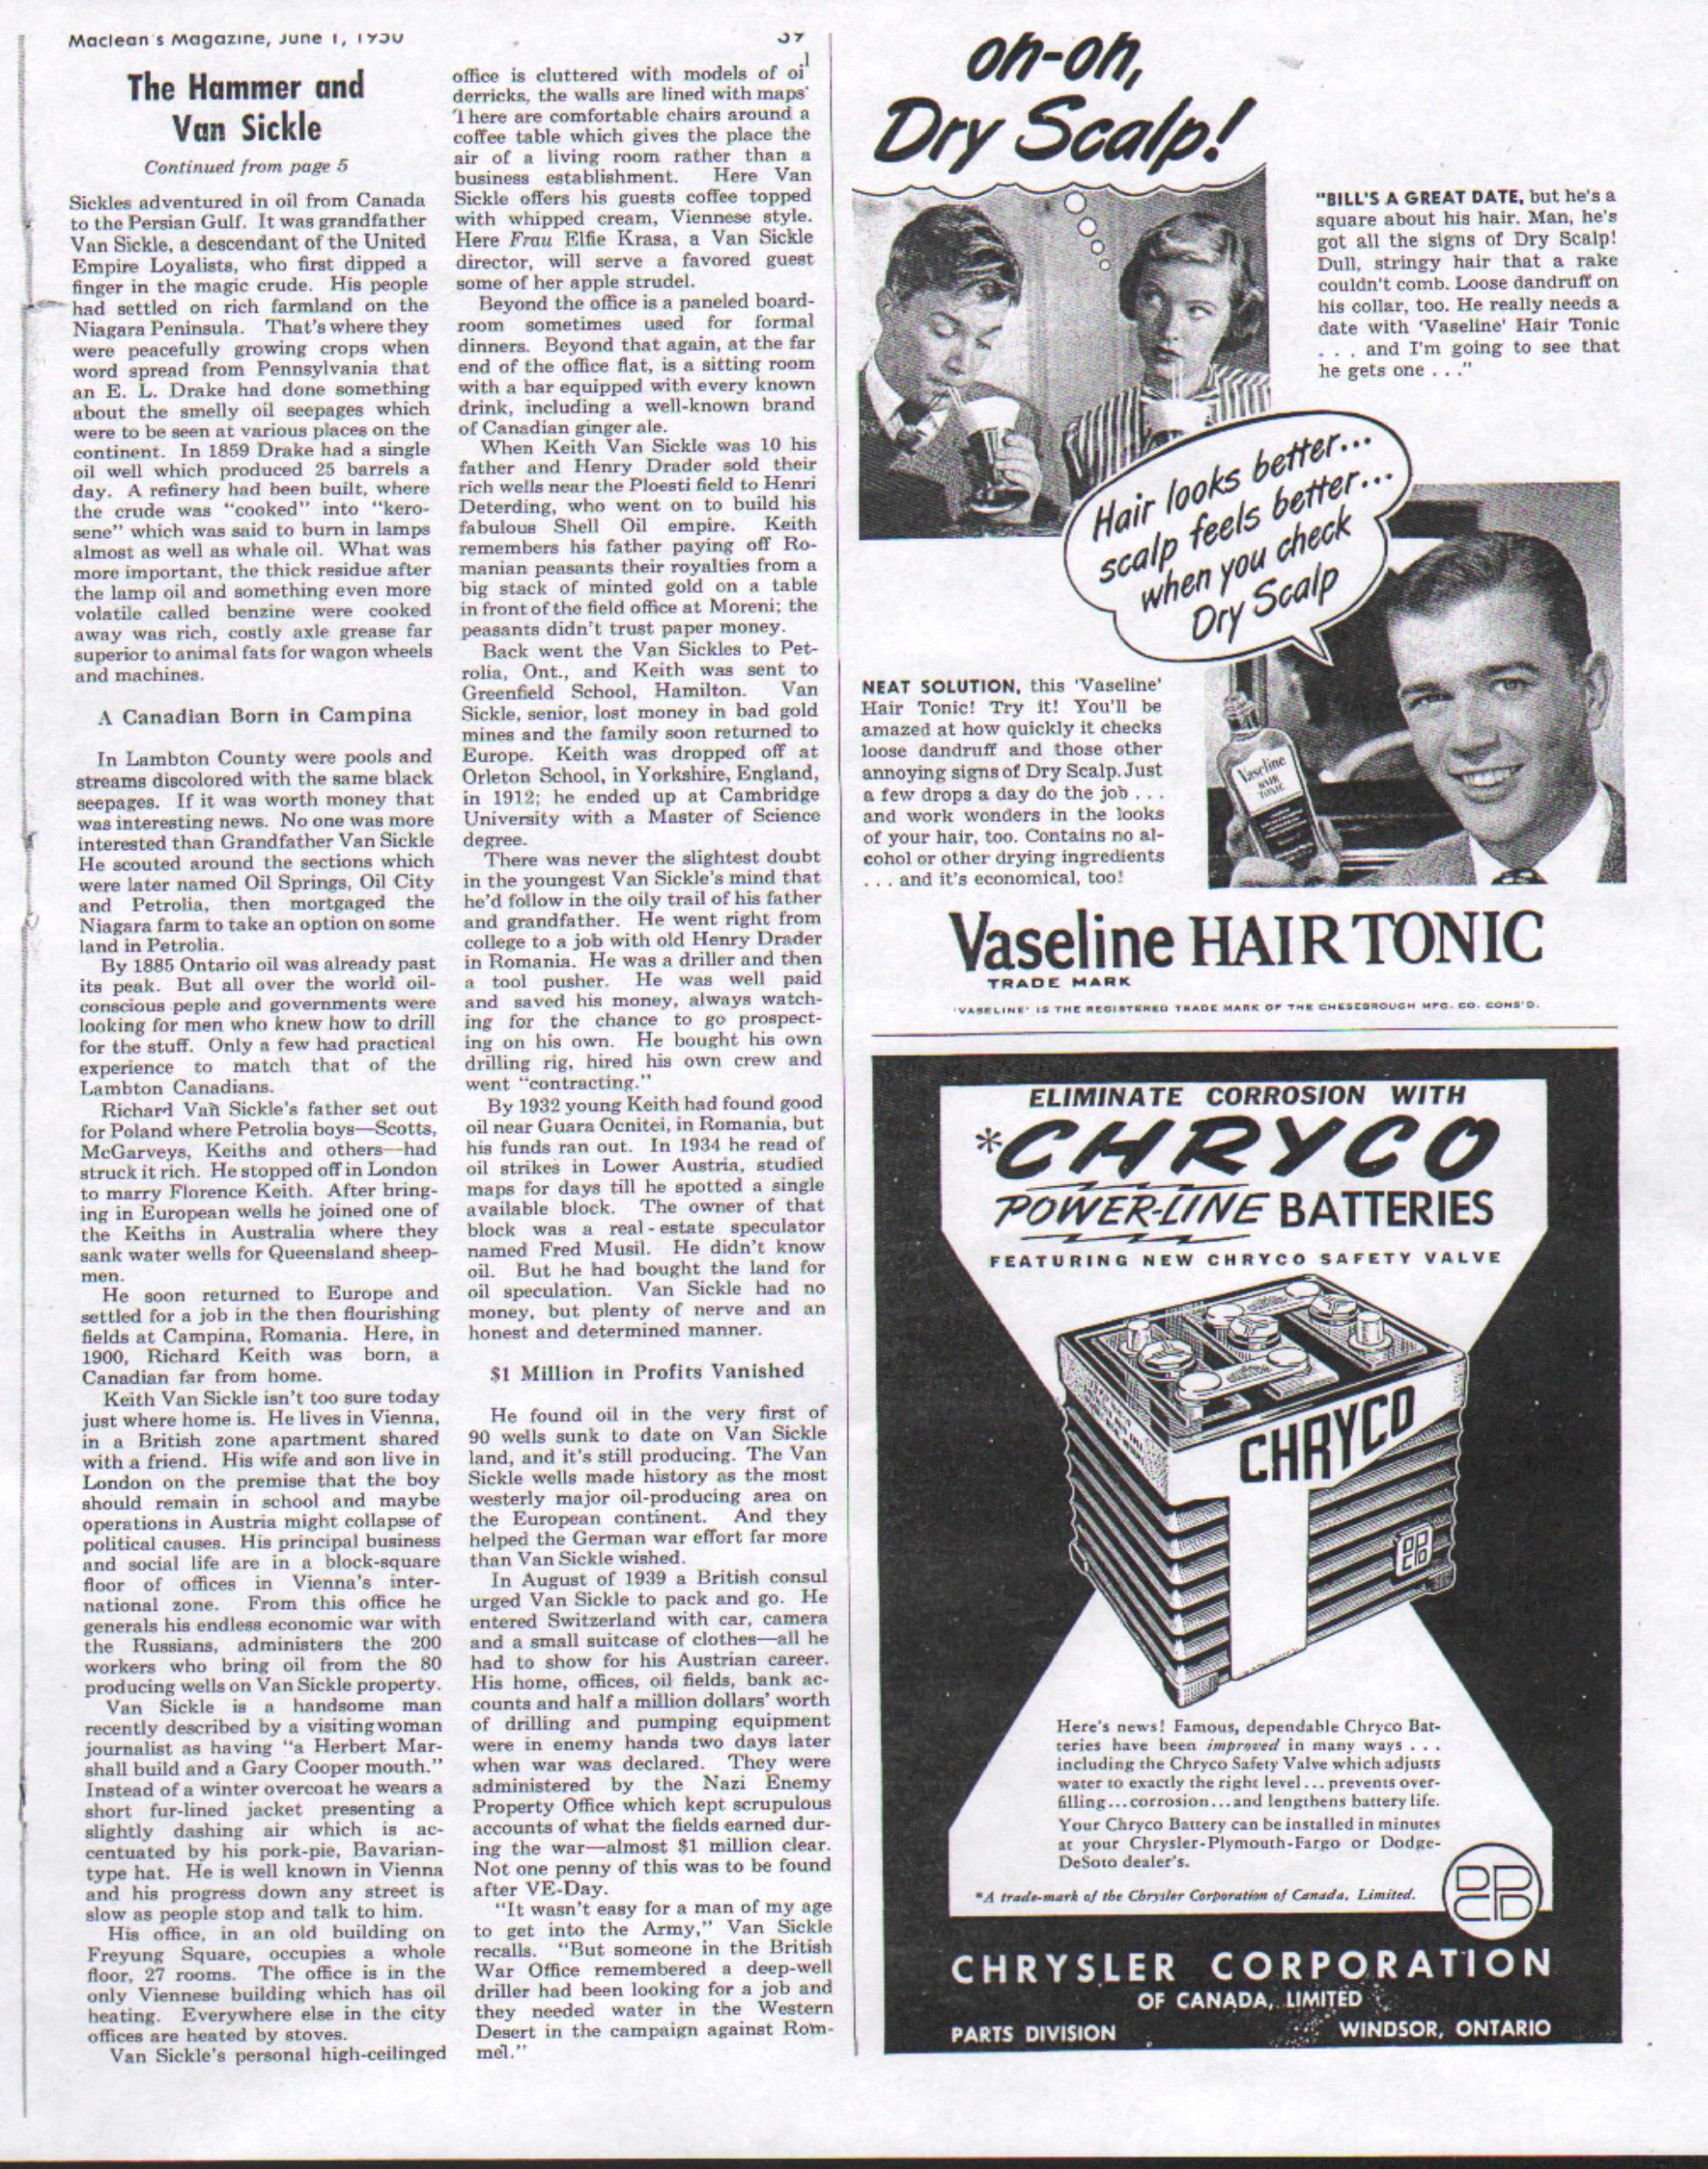 Maclean's Magazine, June 1, 1950
39
The Hammer and
Van Sickle
Continued from page 5
Sickles adventured in oil from Canada
to the Persian Gulf. It was grandfather
Van Sickle, a descendant of the United
Empire Loyalists, who first dipped a
finger in the magic crude. His people
had settled on rich farmland on the
Niagara Peninsula. That's where they
were peacefully growing crops when
word spread from Pennsylvania that
an E. L. Drake had done something
about the smelly oil seepages which
were to be seen at various places on the
continent. In 1859 Drake had a single
oil well which produced 25 barrels a
day. A refinery had been built, where
the crude was "cooked" into "kero-
sene" which was said to burn in lamps
almost as well as whale oil. What was
more important, the thick residue after
the lamp oil and something even more
volatile called benzine were cooked
away was rich, costly axle grease far
superior to animal fats for wagon wheels
and machines.
A Canadian Born in Campina
In Lambton County were pools and
streams discolored with the same black
seepages. If it was worth money that
was interesting news. No one was more
interested than Grandfather Van Sickle
He scouted around the sections which
were later named Oil Springs, Oil City
and Petrolia, then mortgaged the
Niagara farm to take an option on some
land in Petrolia.
By 1885 Ontario oil was already past
its peak. But all over the world oil-
conscious peple and governments were
looking for men who knew how to drill
for the stuff. Only a few had practical
experience to match that of the
Lambton Canadians.
Richard Van Sickle's father set out
for Poland where Petrolia boys—Scotts,
McGarveys, Keiths and others—had
struck it rich. He stopped off in London
to marry Florence Keith. After bring-
ing in European wells he joined one of
the Keiths in Australia where they
sank water wells for Queensland sheep-
men.
He soon returned to Europe and
settled for a job in the then flourishing
fields at Campina, Romania. Here, in
1900, Richard Keith was born, a
Canadian far from home.
Keith Van Sickle isn't too sure today
just where home is. He lives in Vienna,
in a British zone apartment shared
with a friend. His wife and son live in
London on the premise that the boy
should remain in school and maybe
operations in Austria might collapse of
political causes. His principal business
and social life are in a block-square
floor of offices in Vienna's inter-
national zone. From this office he
generals his endless economic war with
the Russians, administers the 200
workers who bring oil from the 80
producing wells on Van Sickle property.
Van Sickle is a handsome man
recently described by a visiting woman
journalist as having "a Herbert Mar-
shall build and a Gary Cooper mouth."
Instead of a winter overcoat he wears a
short fur-lined jacket presenting a
slightly dashing air which is ac-
centuated by his pork-pie, Bavarian-
type hat. He is well known in Vienna
and his progress down any street is
slow as people stop and talk to him.
His office, in an old building on
Freyung Square, occupies a whole
floor, 27 rooms. The office is in the
only Viennese building which has oil
heating. Everywhere else in the city
offices are heated by stoves.
Van Sickle's personal high-ceilinged
office is cluttered with models of oil
derricks, the walls are lined with maps'
There are comfortable chairs around a
coffee table which gives the place the
air of a living room rather than a
business establishment. Here Van
Sickle offers his guests coffee topped
with whipped cream, Viennese style.
Here Frau Elfie Krasa, a Van Sickle
director, will serve a favored guest
some of her apple strudel.
Beyond the office is a paneled board-
room sometimes used for formal
dinners. Beyond that again, at the far
end of the office flat, is a sitting room
with a bar equipped with every known
drink, including a well-known brand
of Canadian ginger ale.
When Keith Van Sickle was 10 his
father and Henry Drader sold their
rich wells near the Ploesti field to Henri
Deterding, who went on to build his
fabulous Shell Oil empire. Keith
remembers his father paying off Ro-
manian peasants their royalties from a
big stack of minted gold on a table
in front of the field office at Moreni; the
peasants didn't trust paper money.
Back went the Van Sickles to Pet-
rolia, Ont., and Keith was sent to
Greenfield School, Hamilton. Van
Sickle, senior, lost money in bad gold
mines and the family soon returned to
Europe. Keith was dropped off at
Orleton School, in Yorkshire, England,
in 1912; he ended up at Cambridge
University with a Master of Science
degree.
There was never the slightest doubt
in the youngest Van Sickle's mind that
he'd follow in the oily trail of his father
and grandfather. He went right from
college to a job with old Henry Drader
in Romania. He was a driller and then
a tool pusher. He was well paid
and saved his money, always watch-
ing for the chance to go prospect-
ing on his own. He bought his own
drilling rig, hired his own crew and
went "contracting."
By 1932 young Keith had found good
oil near Guara Ocnitei, in Romania, but
his funds ran out. In 1934 he read of
oil strikes in Lower Austria, studied
maps for days till he spotted a single
available block. The owner of that
block was a real-estate speculator
named Fred Musil. He didn't know
oil. But he had bought the land for
oil speculation. Van Sickle had no
money, but plenty of nerve and an
honest and determined manner.
$1 Million in Profits Vanished
He found oil in the very first of
90 wells sunk to date on Van Sickle
land, and it's still producing. The Van
Sickle wells made history as the most
westerly major oil-producing area on
the European continent. And they
helped the German war effort far more
than Van Sickle wished.
In August of 1939 a British consul
urged Van Sickle to pack and go. He
entered Switzerland with car, camera
and a small suitcase of clothes—all he
had to show for his Austrian career.
His home, offices, oil fields, bank ac-
counts and half a million dollars' worth
of drilling and pumping equipment
were in enemy hands two days later
when war was declared. They were
administered by the Nazi Enemy
Property Office which kept scrupulous
accounts of what the fields earned dur-
ing the war—almost $1 million clear.
Not one penny of this was to be found
after VE-Day.
"It wasn't easy for a man of my age
to get into the Army," Van Sickle
recalls. "But someone in the British
War Office remembered a deep-well
driller had been looking for a job and
they needed water in the Western
Desert in the campaign against Rom-
mel."
oh-oh,
Dry Scalp!
"BILL'S A GREAT DATE, but he's a
square about his hair. Man, he's
got all the signs of Dry Scalp!
Dull, stringy hair that a rake
couldn't comb. Loose dandruff on
his collar, too. He really needs a
date with 'Vaseline' Hair Tonic
. . . and I'm going to see that
he gets one . . ."
Hair looks better...
scalp feels better...
when you check
Dry Scalp
NEAT SOLUTION, this 'Vaseline'
Hair Tonic! Try it! You'll be
amazed at how quickly it checks
loose dandruff and those other
annoying signs of Dry Scalp. Just
a few drops a day do the job . . .
and work wonders in the looks
of your hair, too. Contains no al-
cohol or other drying ingredients
. . . and it's economical, too!
Vaseline
HAIR
TONIC
Vaseline HAIR TONIC
TRADE MARK
'VASELINE' IS THE REGISTERED TRADE MARK OF THE CHESEBROUGH MFG. CO. CONS'D.
ELIMINATE CORROSION WITH
*CHRYCO
POWER-LINE BATTERIES
FEATURING NEW CHRYCO SAFETY VALVE
CHRYCO
Here's news! Famous, dependable Chryco Bat-
teries have been improved in many ways . . .
including the Chryco Safety Valve which adjusts
water to exactly the right level...prevents over-
filling...corrosion...and lengthens battery life.
Your Chryco Battery can be installed in minutes
at your Chrysler-Plymouth-Fargo or Dodge-
DeSoto dealer's.
*A trade-mark of the Chrysler Corporation of Canada, Limited.
CHRYSLER CORPORATION
OF CANADA, LIMITED
PARTS DIVISION
WINDSOR, ONTARIO